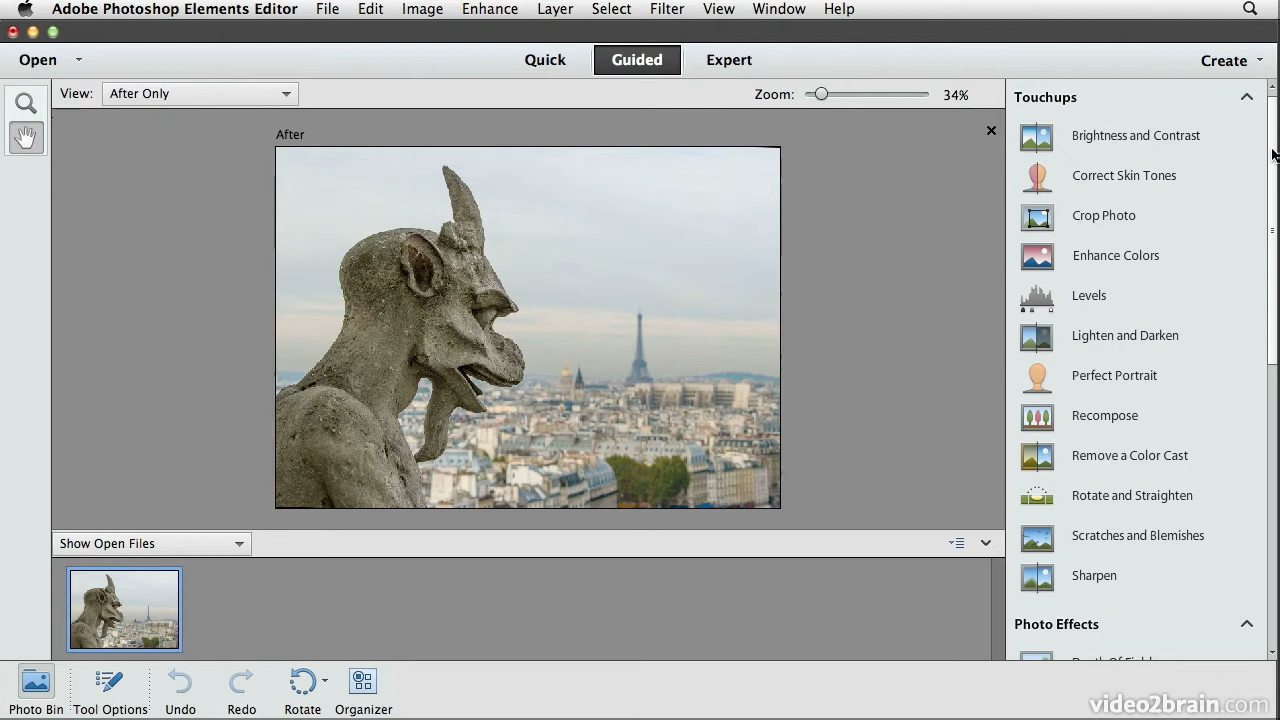 Adobe Photoshop Elements Editor File Edit Image Enhance Layer Select Filter View Window Help
Open Quick Guided Expert Create
View: After Only Zoom: 34%
After
Touchups
Brightness and Contrast
Correct Skin Tones
Crop Photo
Enhance Colors
Levels
Lighten and Darken
Perfect Portrait
Recompose
Remove a Color Cast
Rotate and Straighten
Scratches and Blemishes
Sharpen
Show Open Files
Photo Effects
Depth Of Field
Photo Bin Tool Options Undo Redo Rotate Organizer
video2brain.com